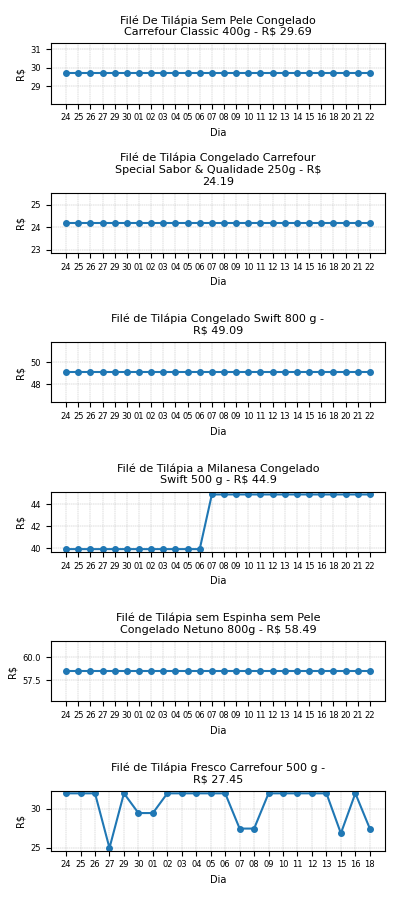 Filé De Tilápia Sem Pele Congelado
Carrefour Classic 400g - R$ 29.69
31
30
29
R$
24 25 26 27 29 30 01 02 03 04 05 06 07 08 09 10 11 12 13 14 15 16 18 20 21 22
Dia
Filé de Tilápia Congelado Carrefour
Special Sabor & Qualidade 250g - R$
24.19
25
24
23
R$
24 25 26 27 29 30 01 02 03 04 05 06 07 08 09 10 11 12 13 14 15 16 18 20 21 22
Dia
Filé de Tilápia Congelado Swift 800 g -
R$ 49.09
50
48
R$
24 25 26 27 29 30 01 02 03 04 05 06 07 08 09 10 11 12 13 14 15 16 18 20 21 22
Dia
Filé de Tilápia a Milanesa Congelado
Swift 500 g - R$ 44.9
44
42
40
R$
24 25 26 27 29 30 01 02 03 04 05 06 07 08 09 10 11 12 13 14 15 16 18 20 21 22
Dia
Filé de Tilápia sem Espinha sem Pele
Congelado Netuno 800g - R$ 58.49
60.0
57.5
R$
24 25 26 27 29 30 01 02 03 04 05 06 07 08 09 10 11 12 13 14 15 16 18 20 21 22
Dia
Filé de Tilápia Fresco Carrefour 500 g -
R$ 27.45
30
25
R$
24 25 26 27 29 30 01 02 03 04 05 06 07 08 09 10 11 12 13 15 16 18
Dia